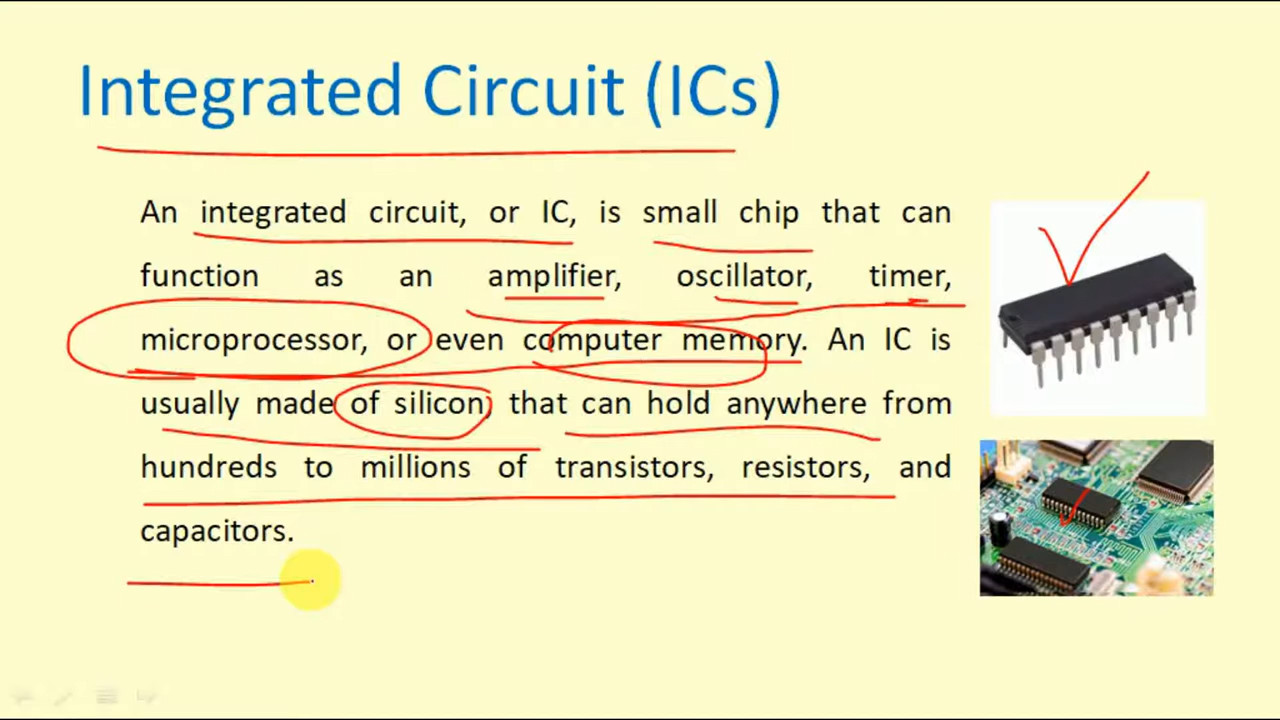 Integrated Circuit (ICs)
An integrated circuit, or IC, is small chip that can
function as an amplifier, oscillator, timer,
microprocessor, or even computer memory. An IC is
usually made of silicon, that can hold anywhere from
hundreds to millions of transistors, resistors, and
capacitors.